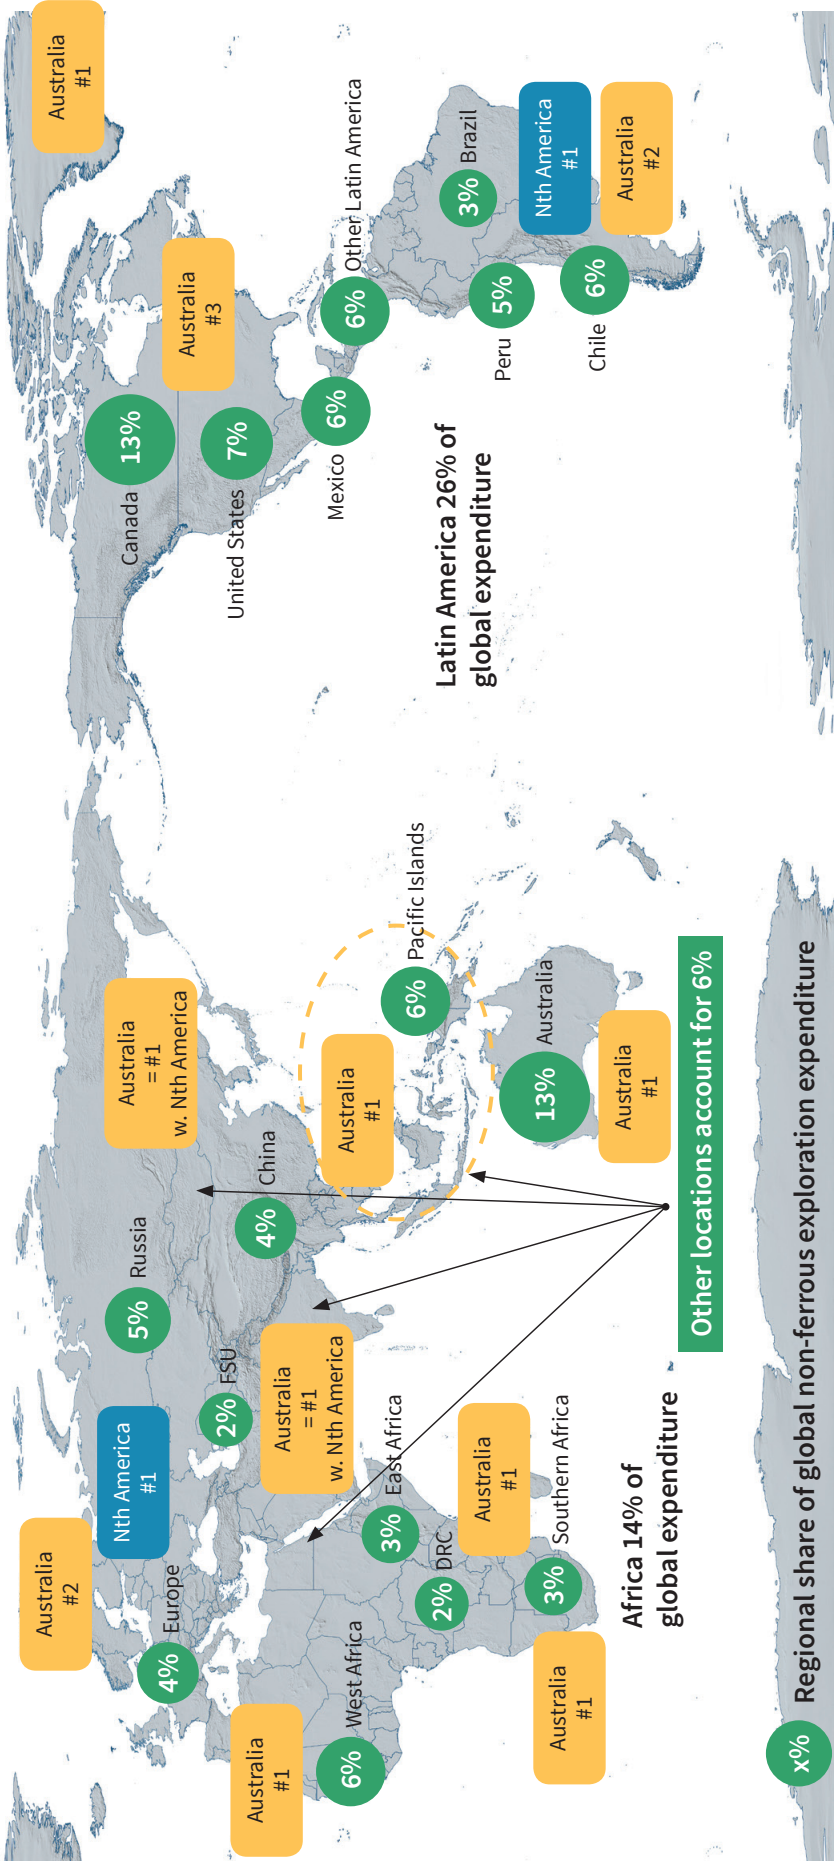 Australia
#2
Nth America
#1
4%
Europe
Australia
#1
6%
West Africa
5%
Russia
2%
FSU
Australia
= #1
w. Nth America
Australia
= #1
w. Nth America
4%
China
3%
East Africa
2%
DRC
Australia
#1
3%
Southern Africa
Australia
#1
Africa 14% of
global expenditure
Australia
#1
6%
Pacific Islands
13%
Australia
Australia
#1
Other locations account for 6%
Australia
#1
Canada
13%
Australia
#3
United States
7%
Mexico
6%
6%
Other Latin America
Latin America 26% of
global expenditure
3%
Brazil
Peru
5%
Chile
6%
Nth America
#1
Australia
#2
x%
Regional share of global non-ferrous exploration expenditure